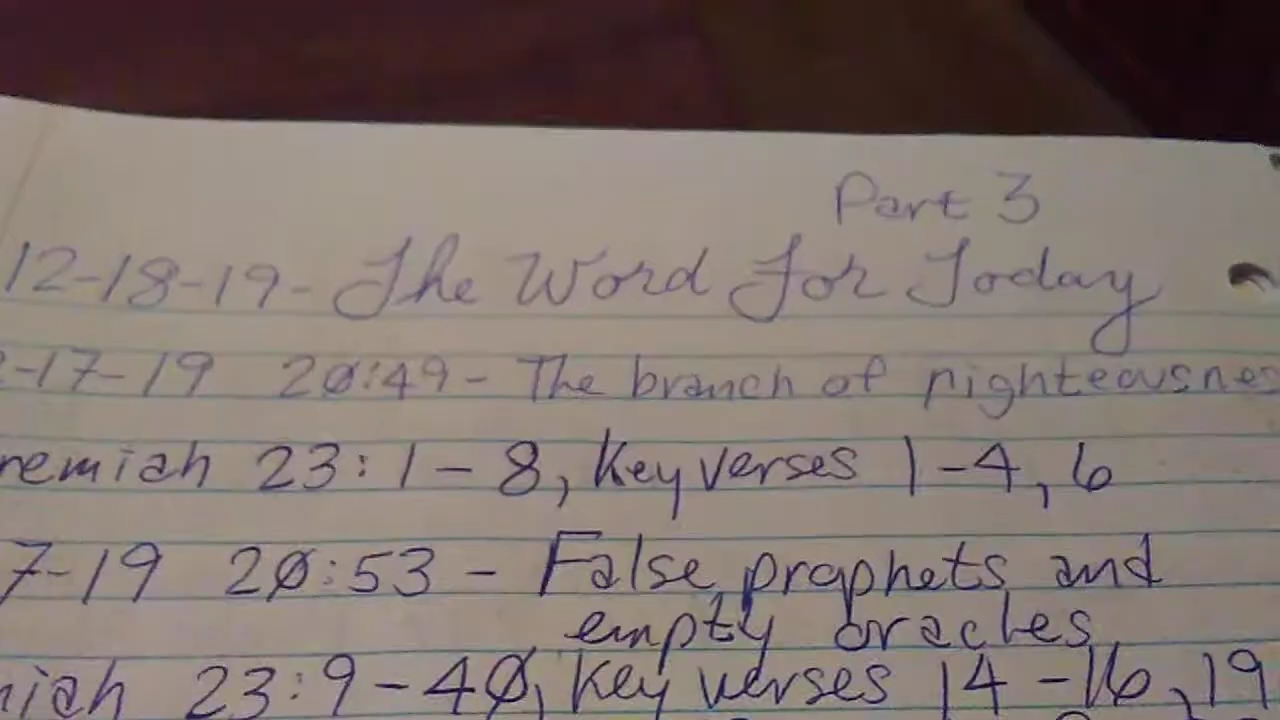 Part 3
12-18-19- The Word For Today
-17-19 20:49- The branch of righteousnes
remiah 23:1-8, Key verses 1-4, 6
7-19 20:53 - False prophets and
empty oracles
iah 23:9-40, Key verses 14-16, 19